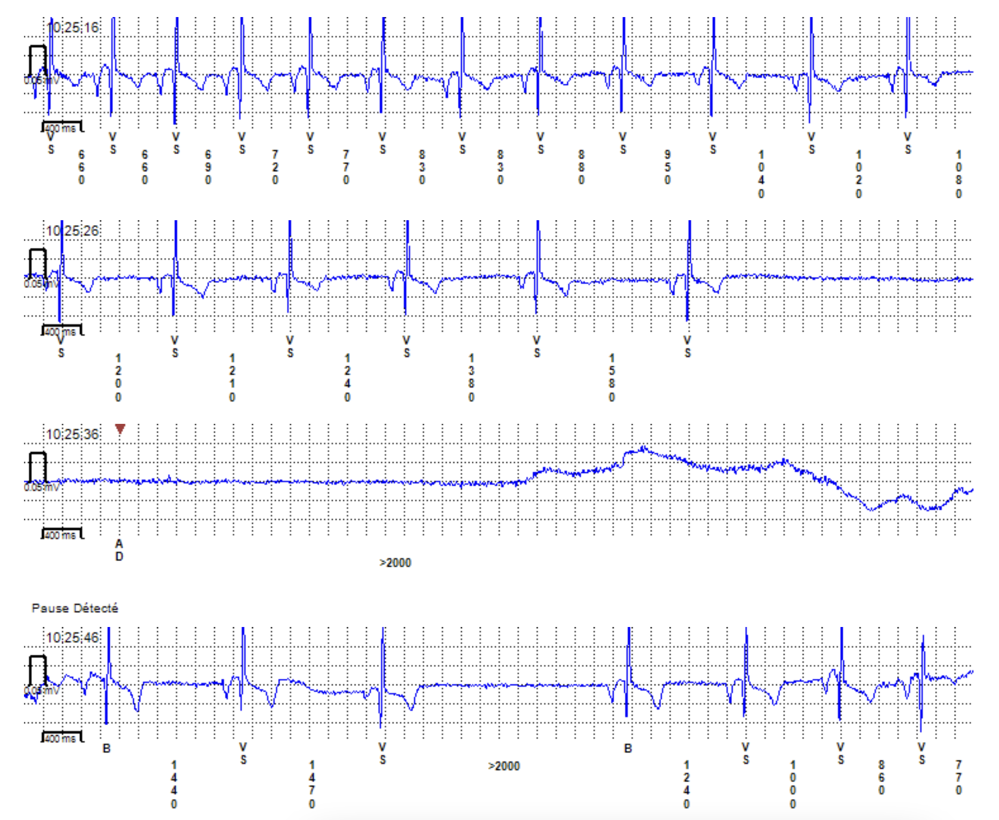 10:25:16
0.05 mV
400 ms
VS VS VS VS VS VS VS VS VS VS VS VS
660 660 690 720 770 830 830 880 950 1040 1020 1080
10:25:26
0.05 mV
400 ms
VS VS VS VS VS VS
1200 1210 1240 1380 1580
10:25:36
0.05 mV
400 ms
AD
>2000
Pause Détecté
10:25:46
0.05 mV
400 ms
B VS VS B VS VS VS
1440 1470 >2000 1240 1000 860 770